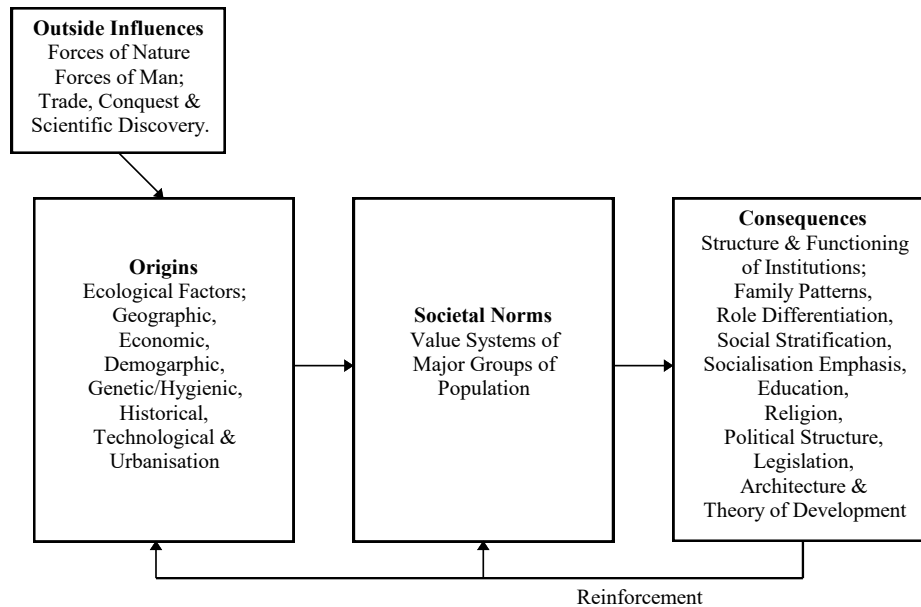 Outside Influences
Forces of Nature
Forces of Man;
Trade, Conquest &
Scientific Discovery.
Origins
Ecological Factors;
Geographic,
Economic,
Demogarphic,
Genetic/Hygienic,
Historical,
Technological &
Urbanisation
Societal Norms
Value Systems of
Major Groups of
Population
Consequences
Structure & Functioning
of Institutions;
Family Patterns,
Role Differentiation,
Social Stratification,
Socialisation Emphasis,
Education,
Religion,
Political Structure,
Legislation,
Architecture &
Theory of Development
Reinforcement